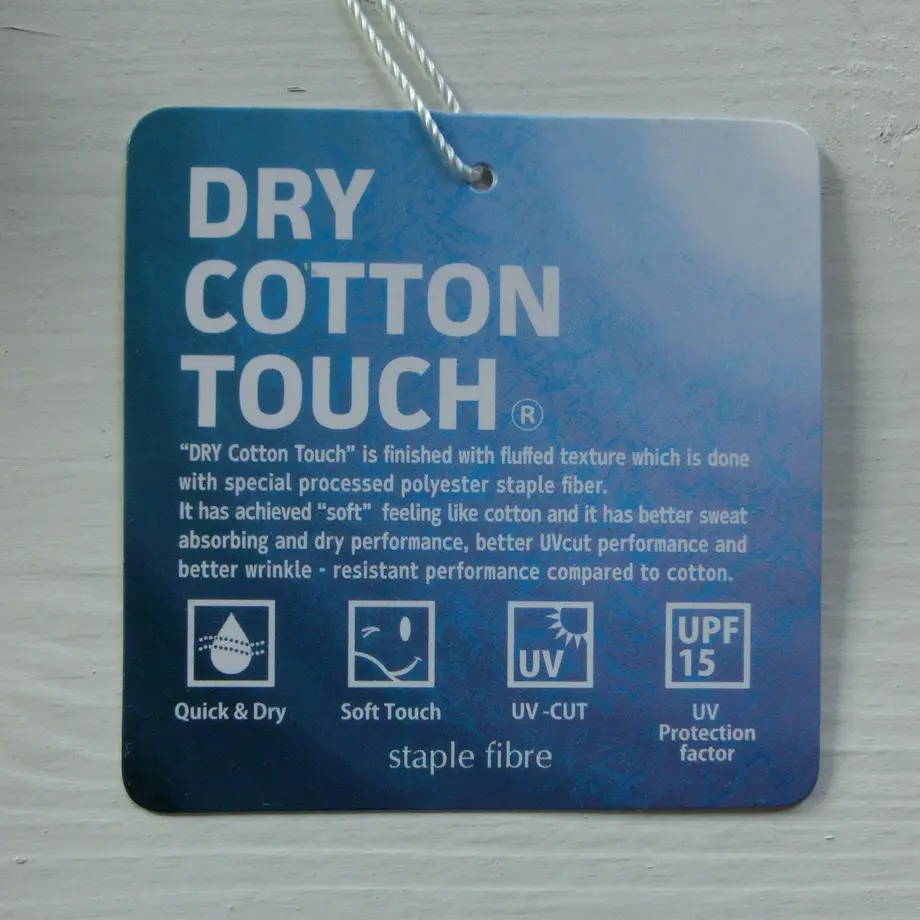 DRY
COTTON
TOUCH ®
“DRY Cotton Touch” is finished with fluffed texture which is done
with special processed polyester staple fiber.
It has achieved “soft” feeling like cotton and it has better sweat
absorbing and dry performance, better UVcut performance and
better wrinkle - resistant performance compared to cotton.
UV
UPF
15
Quick & Dry
Soft Touch
UV -CUT
UV
Protection
factor
staple fibre